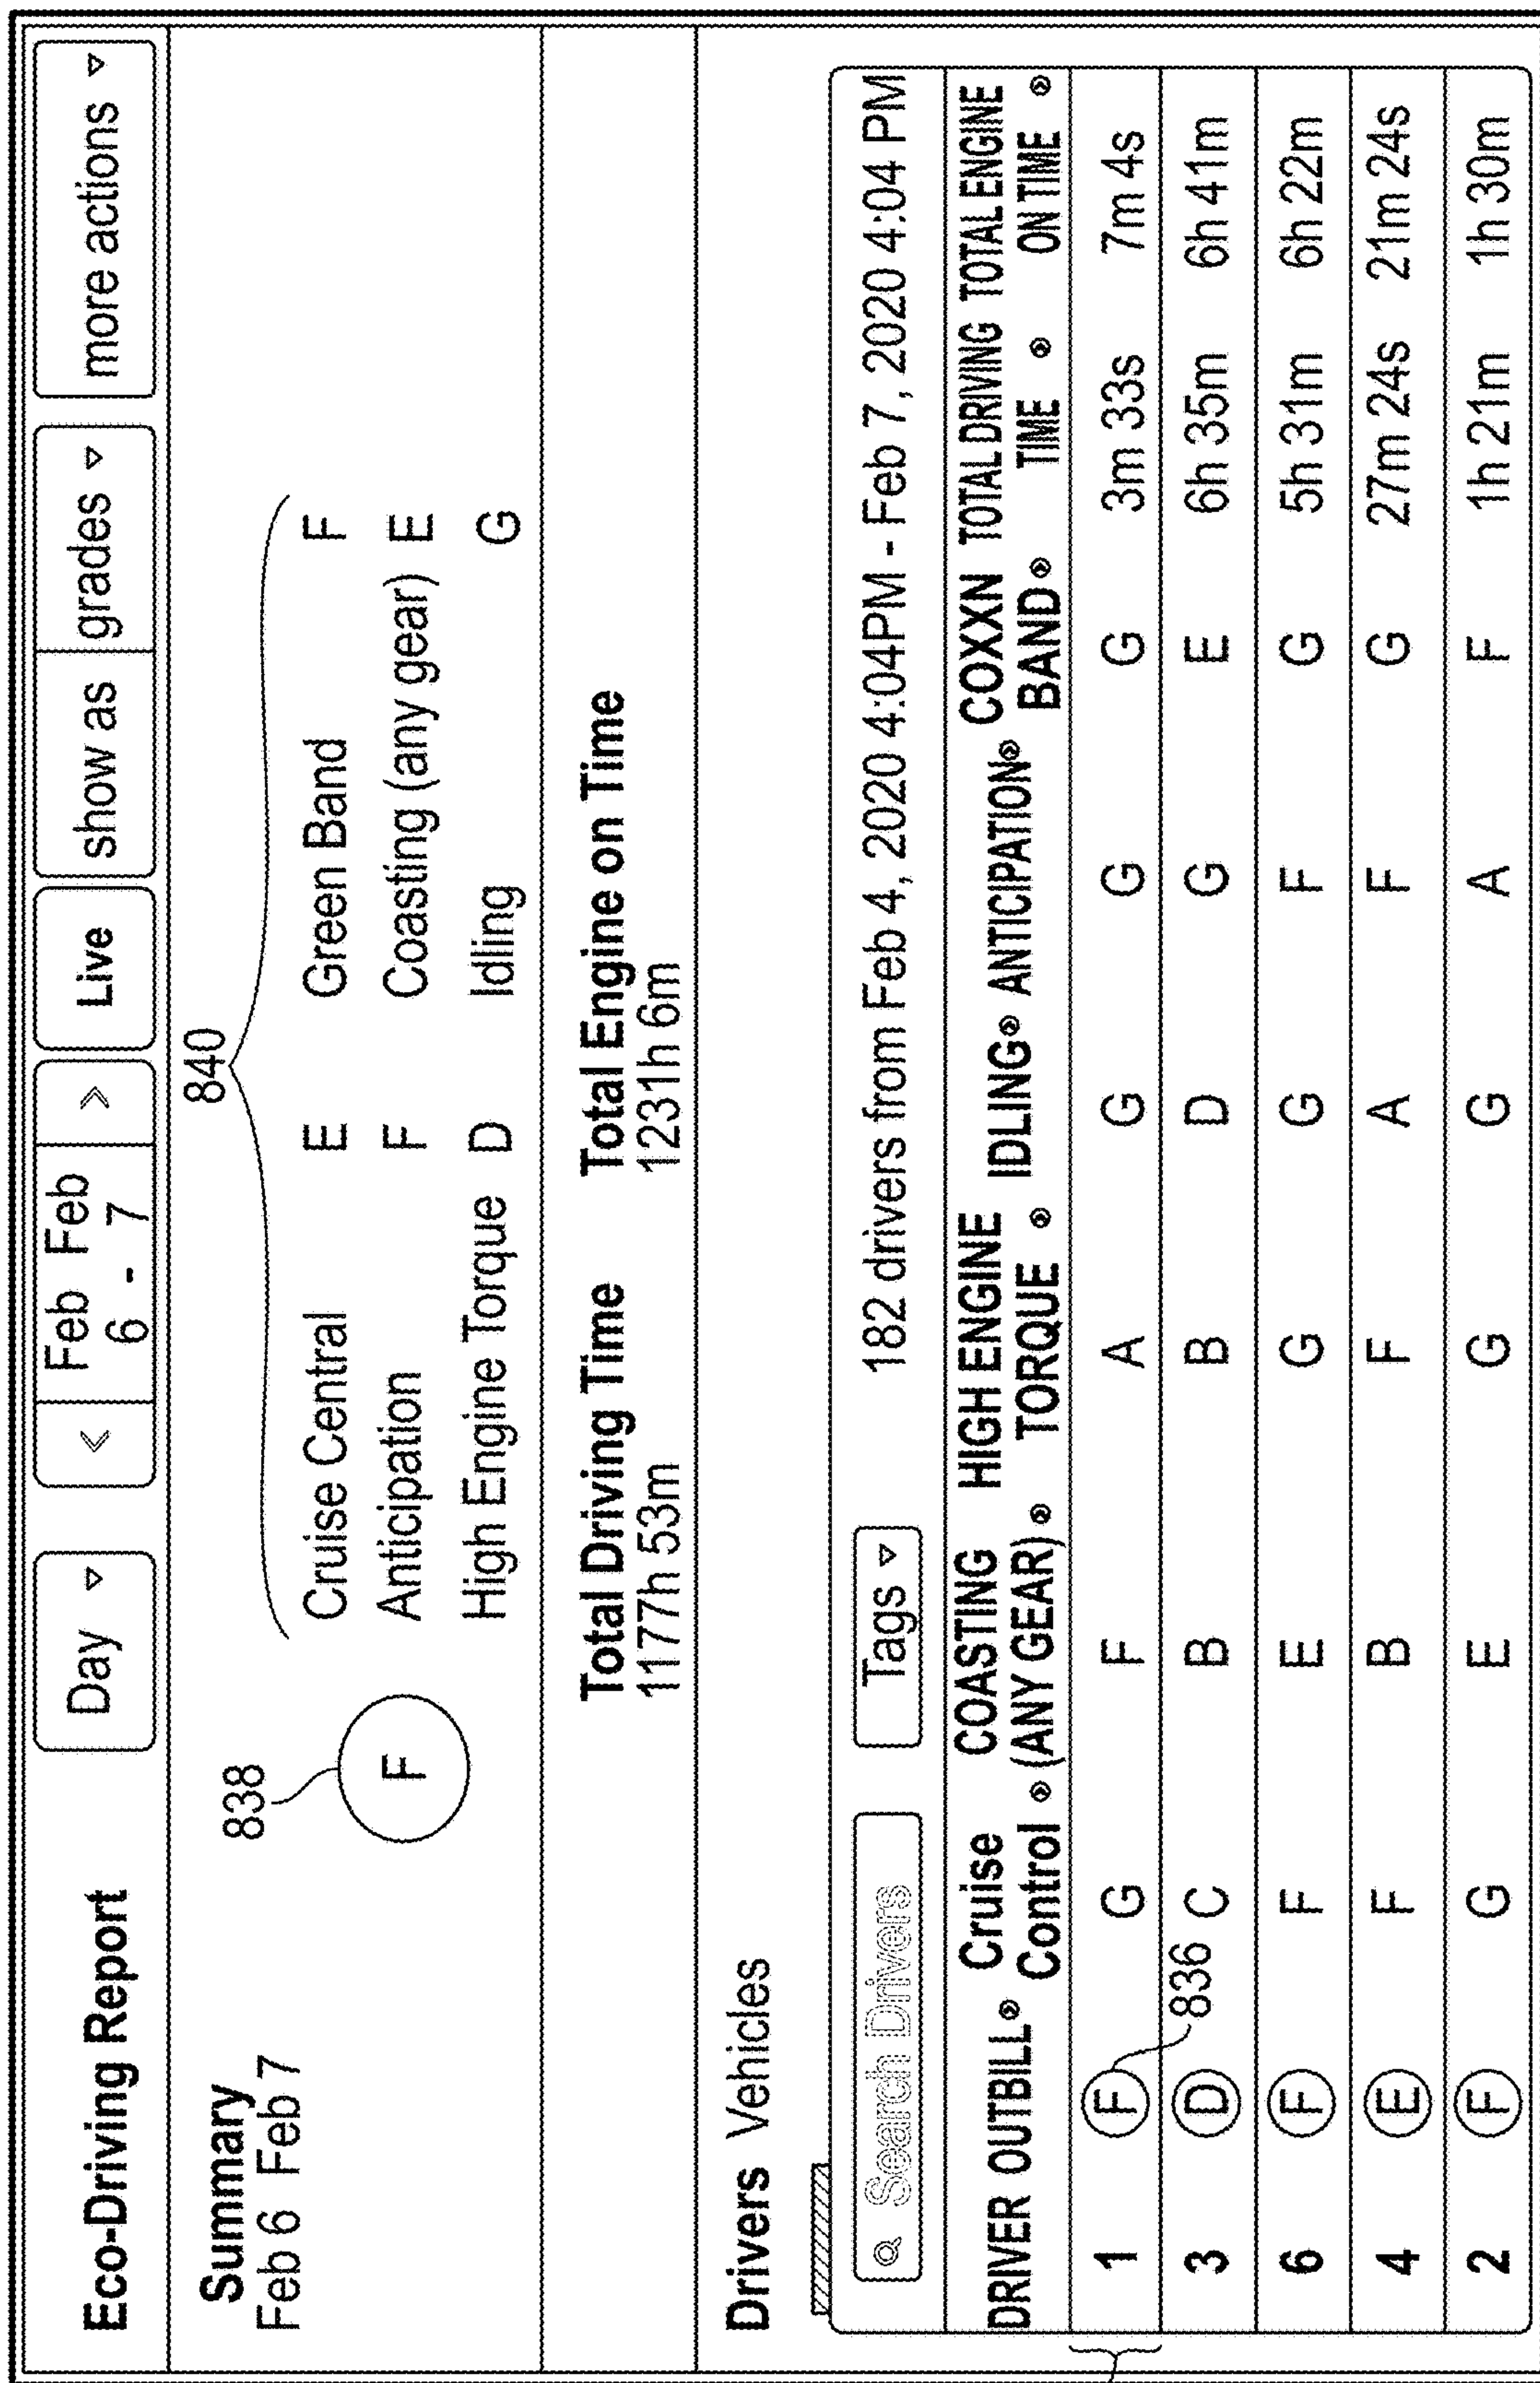 Eco-Driving Report Day < Feb 6 - Feb 7 > Live show as grades more actions
Summary
Feb 6 Feb 7
838
F
840
Cruise Central E Green Band F
Anticipation F Coasting (any gear) E
High Engine Torque D Idling G
Total Driving Time Total Engine on Time
1177h 53m 1231h 6m
Drivers Vehicles
Search Drivers Tags 182 drivers from Feb 4, 2020 4:04PM - Feb 7, 2020 4:04 PM
DRIVER OUTBILL Cruise Control COASTING (ANY GEAR) HIGH ENGINE TORQUE IDLING ANTICIPATION COXXN BAND TOTAL DRIVING TIME TOTAL ENGINE ON TIME
1 F G F A G G G 3m 33s 7m 4s
836
3 D C B B D G E 6h 35m 6h 41m
6 F F E G G F G 5h 31m 6h 22m
4 E F B F A F G 27m 24s 21m 24s
2 F G E G G A F 1h 21m 1h 30m